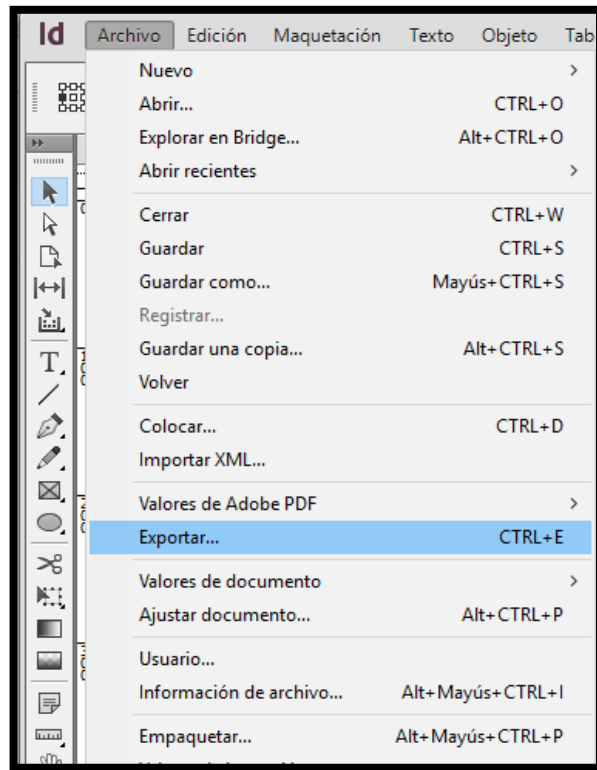 Id Archivo Edición Maquetación Texto Objeto Tab
Nuevo >
Abrir... CTRL+O
Explorar en Bridge... Alt+CTRL+O
Abrir recientes >
Cerrar CTRL+W
Guardar CTRL+S
Guardar como... Mayús+CTRL+S
Registrar...
Guardar una copia... Alt+CTRL+S
Volver
Colocar... CTRL+D
Importar XML...
Valores de Adobe PDF >
Exportar... CTRL+E
Valores de documento >
Ajustar documento... Alt+CTRL+P
Usuario...
Información de archivo... Alt+Mayús+CTRL+I
Empaquetar... Alt+Mayús+CTRL+P